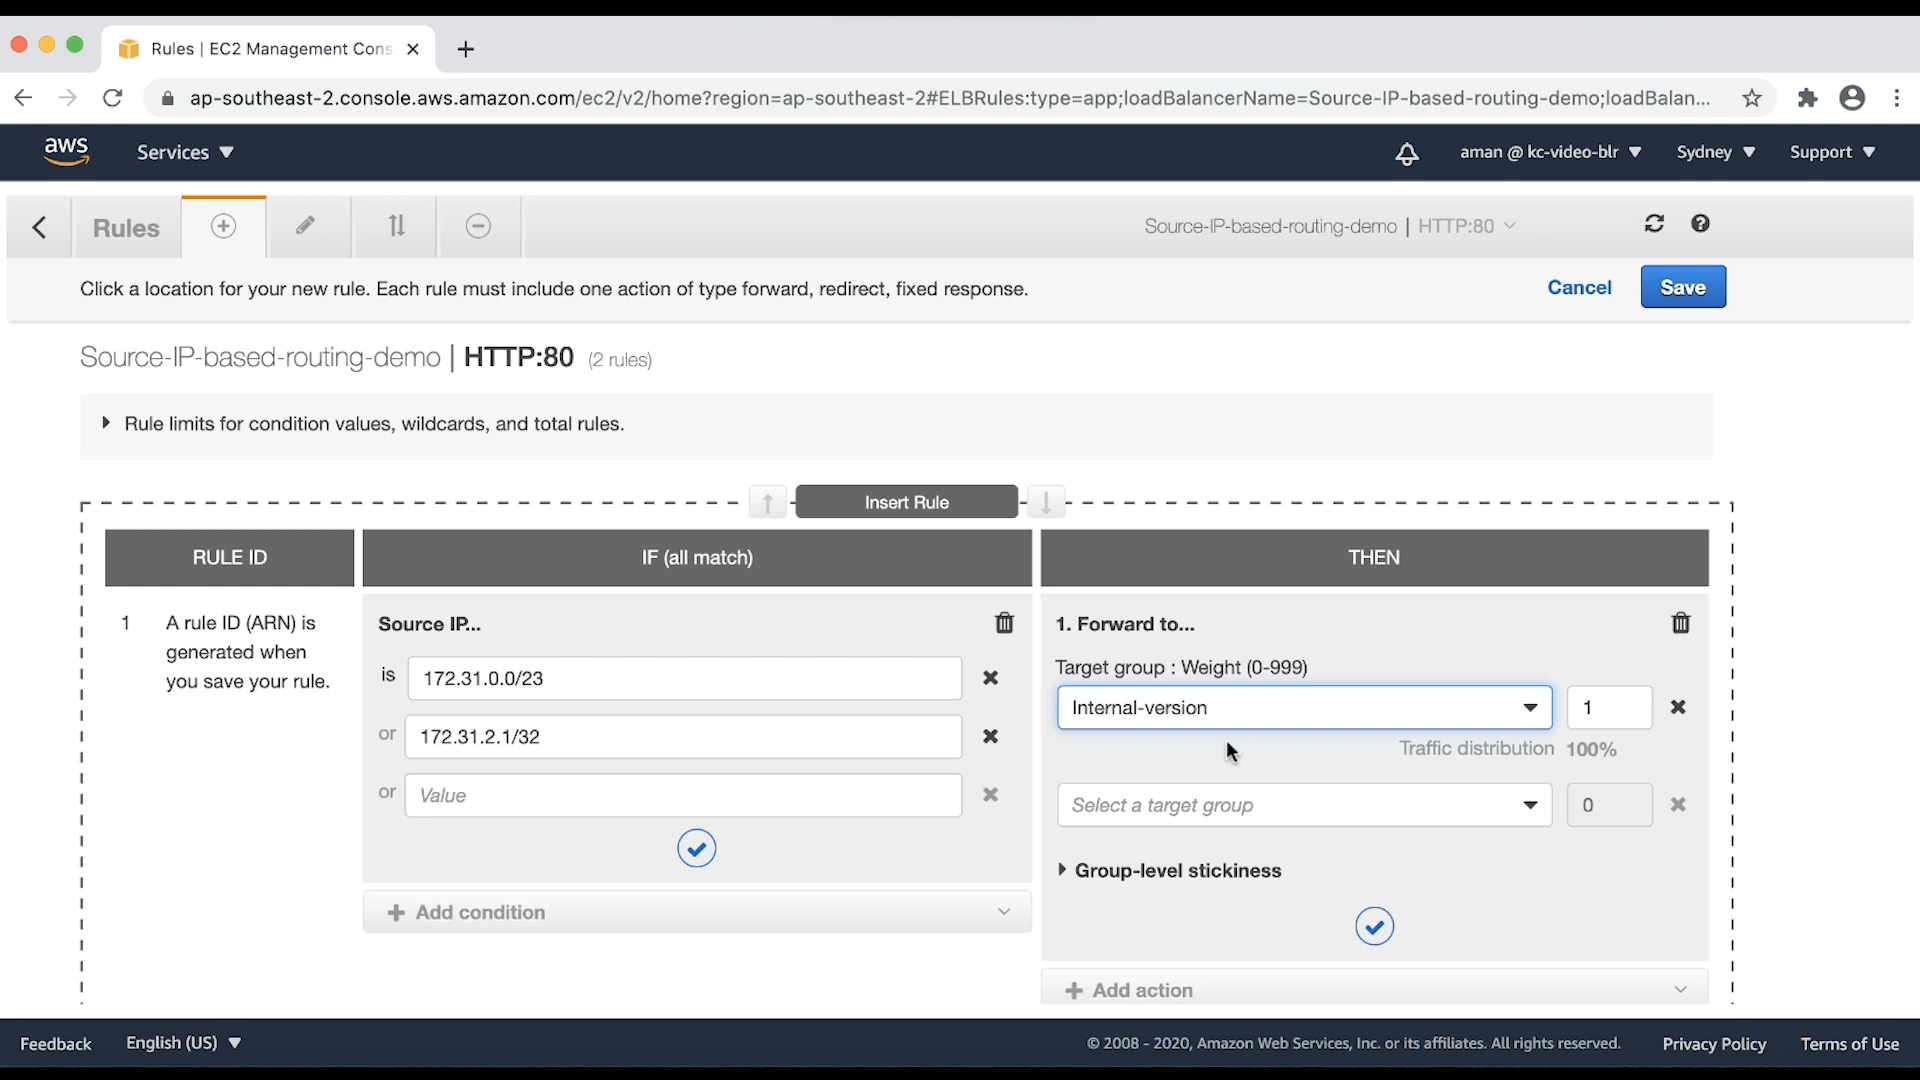 Rules | EC2 Management Cons
ap-southeast-2.console.aws.amazon.com/ec2/v2/home?region=ap-southeast-2#ELBRules:type=app;loadBalancerName=Source-IP-based-routing-demo;loadBalan...
aws Services aman @ kc-video-blr Sydney Support
Rules Source-IP-based-routing-demo | HTTP:80
Click a location for your new rule. Each rule must include one action of type forward, redirect, fixed response. Cancel Save
Source-IP-based-routing-demo | HTTP:80 (2 rules)
Rule limits for condition values, wildcards, and total rules.
Insert Rule
RULE ID IF (all match) THEN
1 A rule ID (ARN) is
generated when
you save your rule.
Source IP...
is 172.31.0.0/23
or 172.31.2.1/32
or Value
Add condition
1. Forward to...
Target group : Weight (0-999)
Internal-version 1
Traffic distribution 100%
Select a target group 0
Group-level stickiness
Add action
Feedback English (US) © 2008 - 2020, Amazon Web Services, Inc. or its affiliates. All rights reserved. Privacy Policy Terms of Use